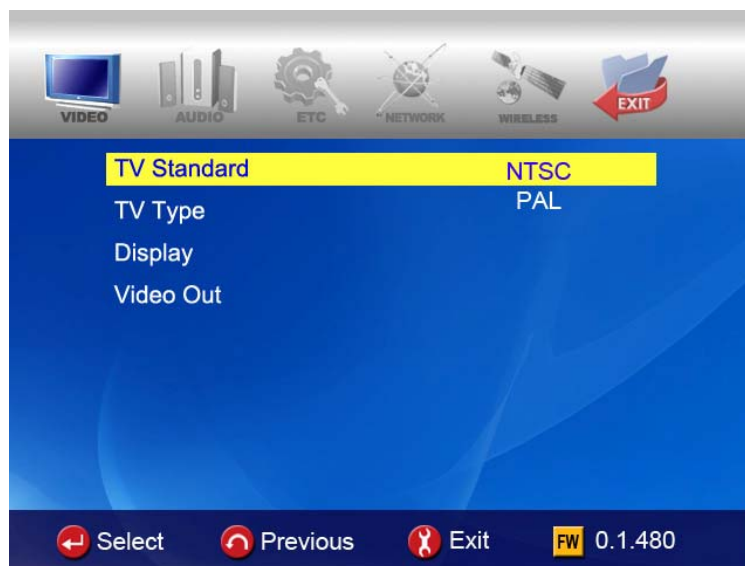 VIDEO AUDIO ETC NETWORK WIRELESS EXIT
TV Standard NTSC
TV Type PAL
Display
Video Out
Select Previous Exit FW 0.1.480